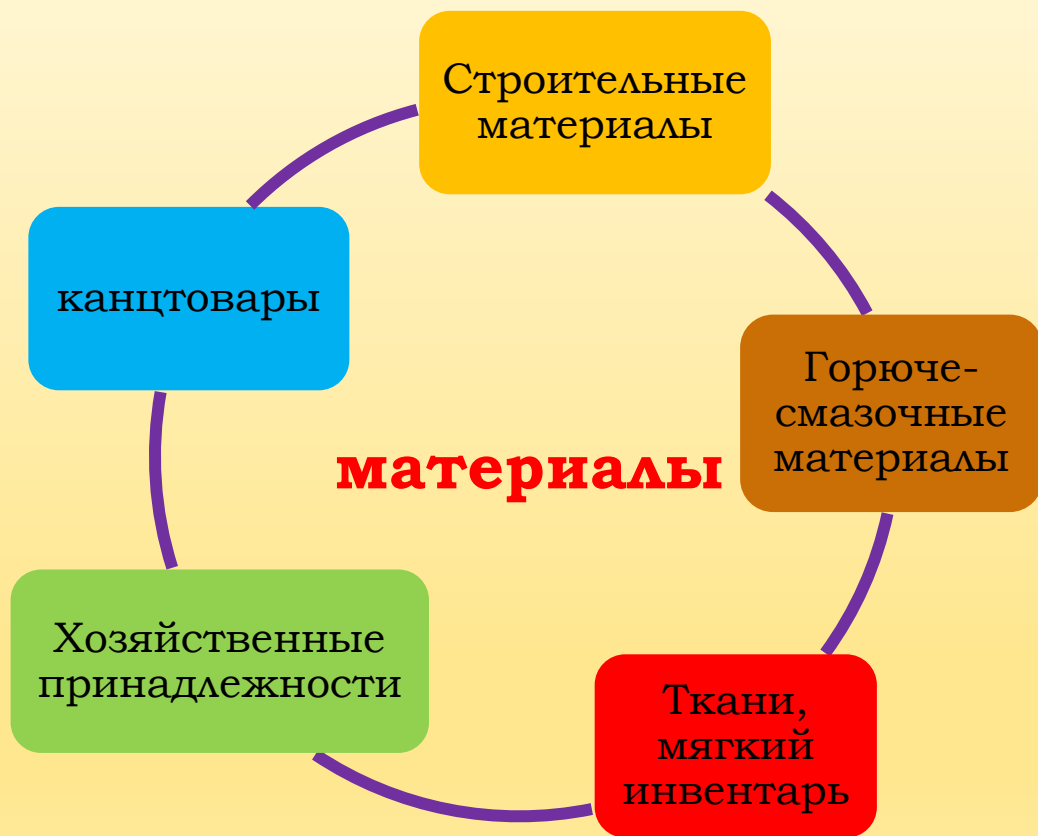 Строительные
материалы
канцтовары
Горюче-
смазочные
материалы
материалы
Хозяйственные
принадлежности
Ткани,
мягкий
инвентарь